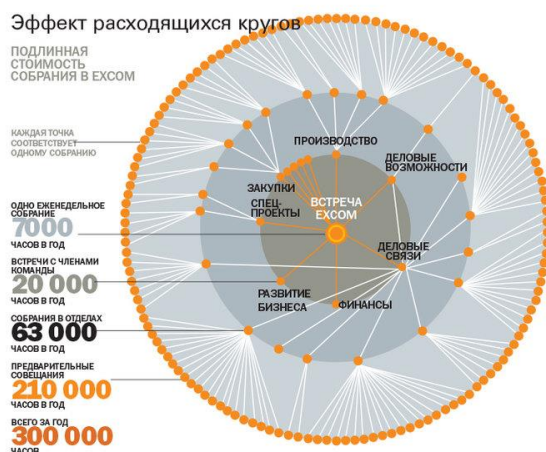 Эффект расходящихся кругов
ПОДЛИННАЯ
СТОИМОСТЬ
СОБРАНИЯ В EXCOM
КАЖДАЯ ТОЧКА
СООТВЕТСТВУЕТ
ОДНОМУ СОБРАНИЮ
ОДНО ЕЖЕНЕДЕЛЬНОЕ
СОБРАНИЕ
7000
ЧАСОВ В ГОД
ВСТРЕЧИ С ЧЛЕНАМИ
КОМАНДЫ
20 000
ЧАСОВ В ГОД
СОБРАНИЯ В ОТДЕЛАХ
63 000
ЧАСОВ В ГОД
ПРЕДВАРИТЕЛЬНЫЕ
СОВЕЩАНИЯ
210 000
ЧАСОВ В ГОД
ВСЕГО ЗА ГОД
300 000
ЧАСОВ
ПРОИЗВОДСТВО
ДЕЛОВЫЕ
ВОЗМОЖНОСТИ
ЗАКУПКИ
СПЕЦ-
ПРОЕКТЫ
ВСТРЕЧА
EXCOM
ДЕЛОВЫЕ
СВЯЗИ
РАЗВИТИЕ
БИЗНЕСА
ФИНАНСЫ